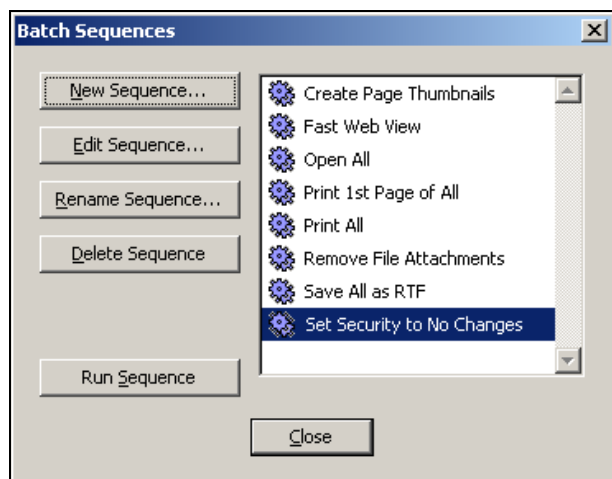 Batch Sequences
New Sequence...
Edit Sequence...
Rename Sequence...
Delete Sequence
Run Sequence
Create Page Thumbnails
Fast Web View
Open All
Print 1st Page of All
Print All
Remove File Attachments
Save All as RTF
Set Security to No Changes
Close